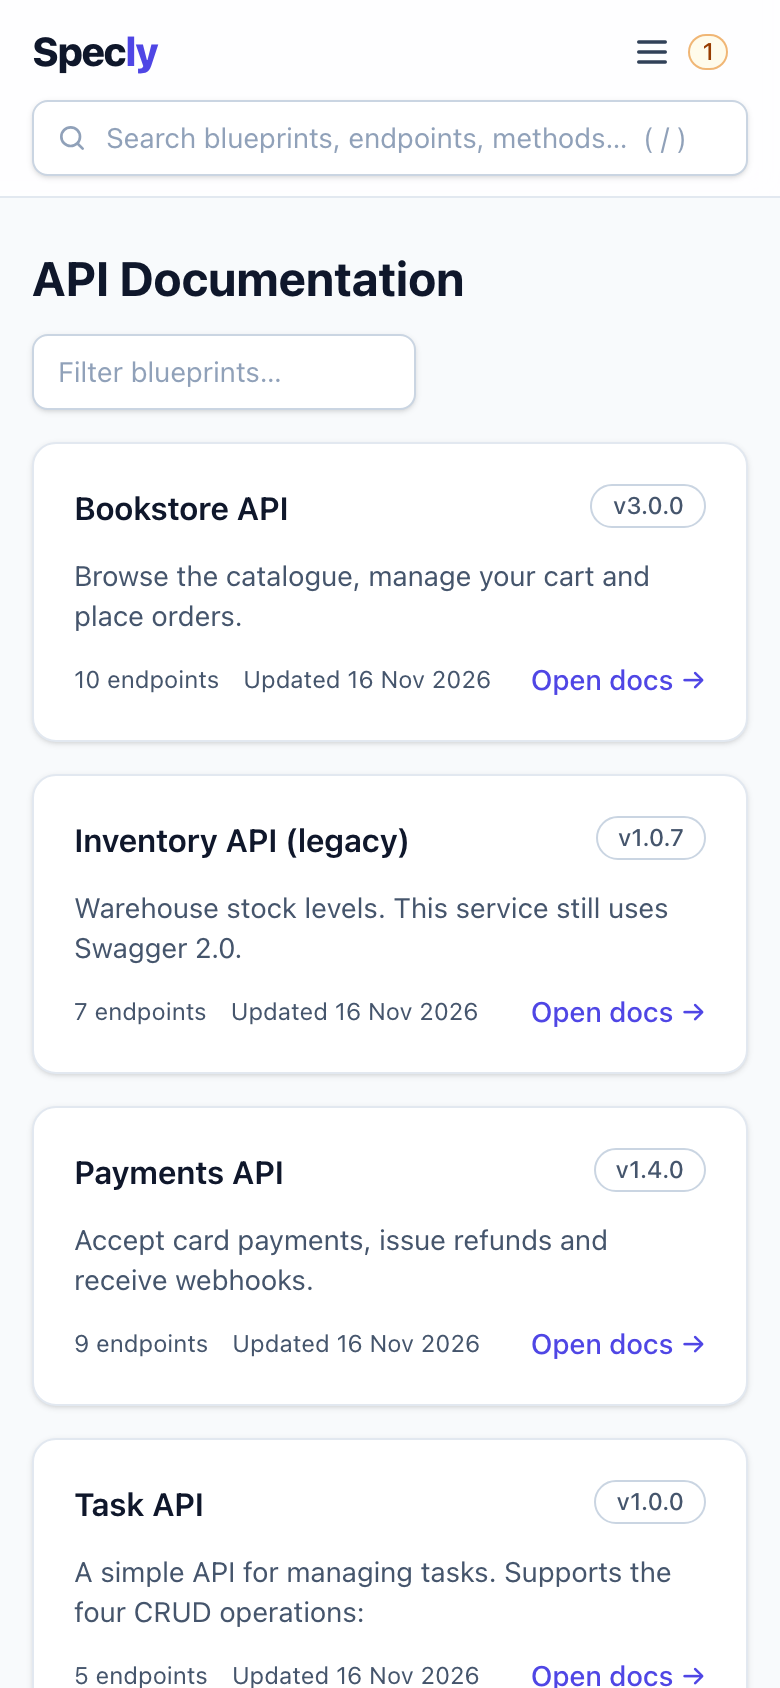 Specly
1
Search blueprints, endpoints, methods... ( / )
API Documentation
Filter blueprints...
Bookstore API
v3.0.0
Browse the catalogue, manage your cart and
place orders.
10 endpoints Updated 16 Nov 2026 Open docs →
Inventory API (legacy)
v1.0.7
Warehouse stock levels. This service still uses
Swagger 2.0.
7 endpoints Updated 16 Nov 2026 Open docs →
Payments API
v1.4.0
Accept card payments, issue refunds and
receive webhooks.
9 endpoints Updated 16 Nov 2026 Open docs →
Task API
v1.0.0
A simple API for managing tasks. Supports the
four CRUD operations:
5 endpoints Updated 16 Nov 2026 Open docs →